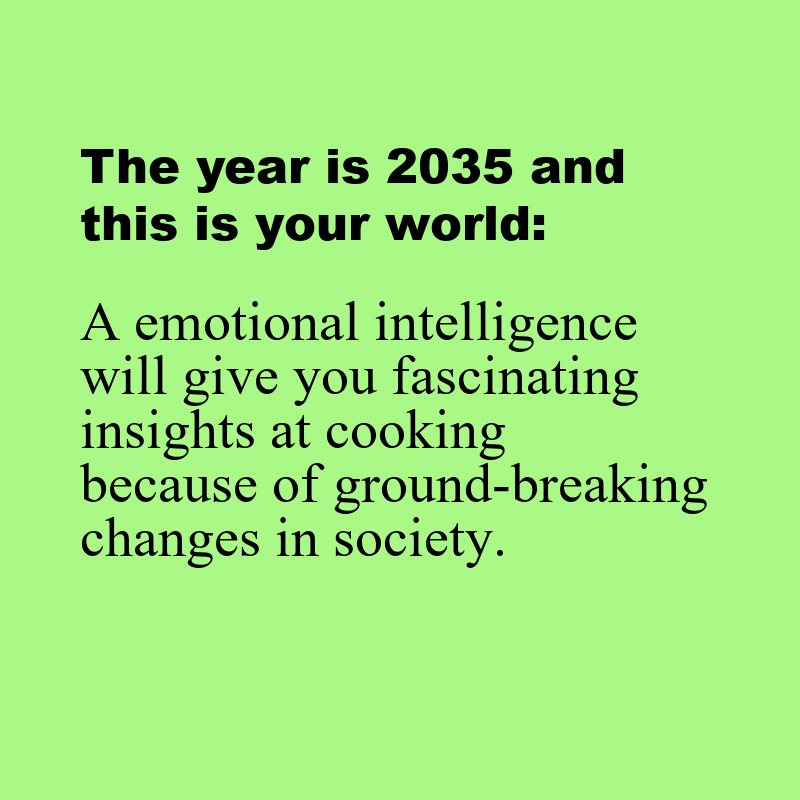 The year is 2035 and
this is your world:
A emotional intelligence
will give you fascinating
insights at cooking
because of ground-breaking
changes in society.